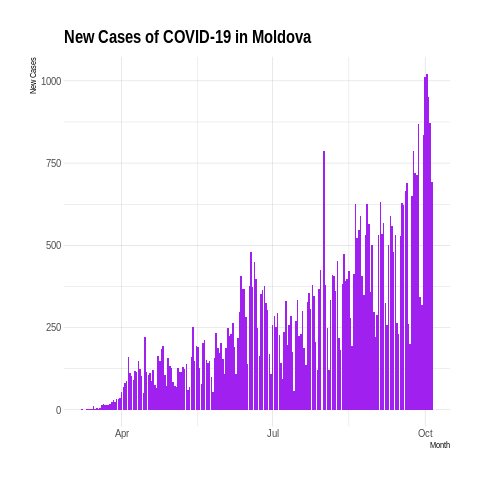 New Cases of COVID-19 in Moldova
New Cases
1000
750
500
250
0
Apr
Jul
Oct
Month